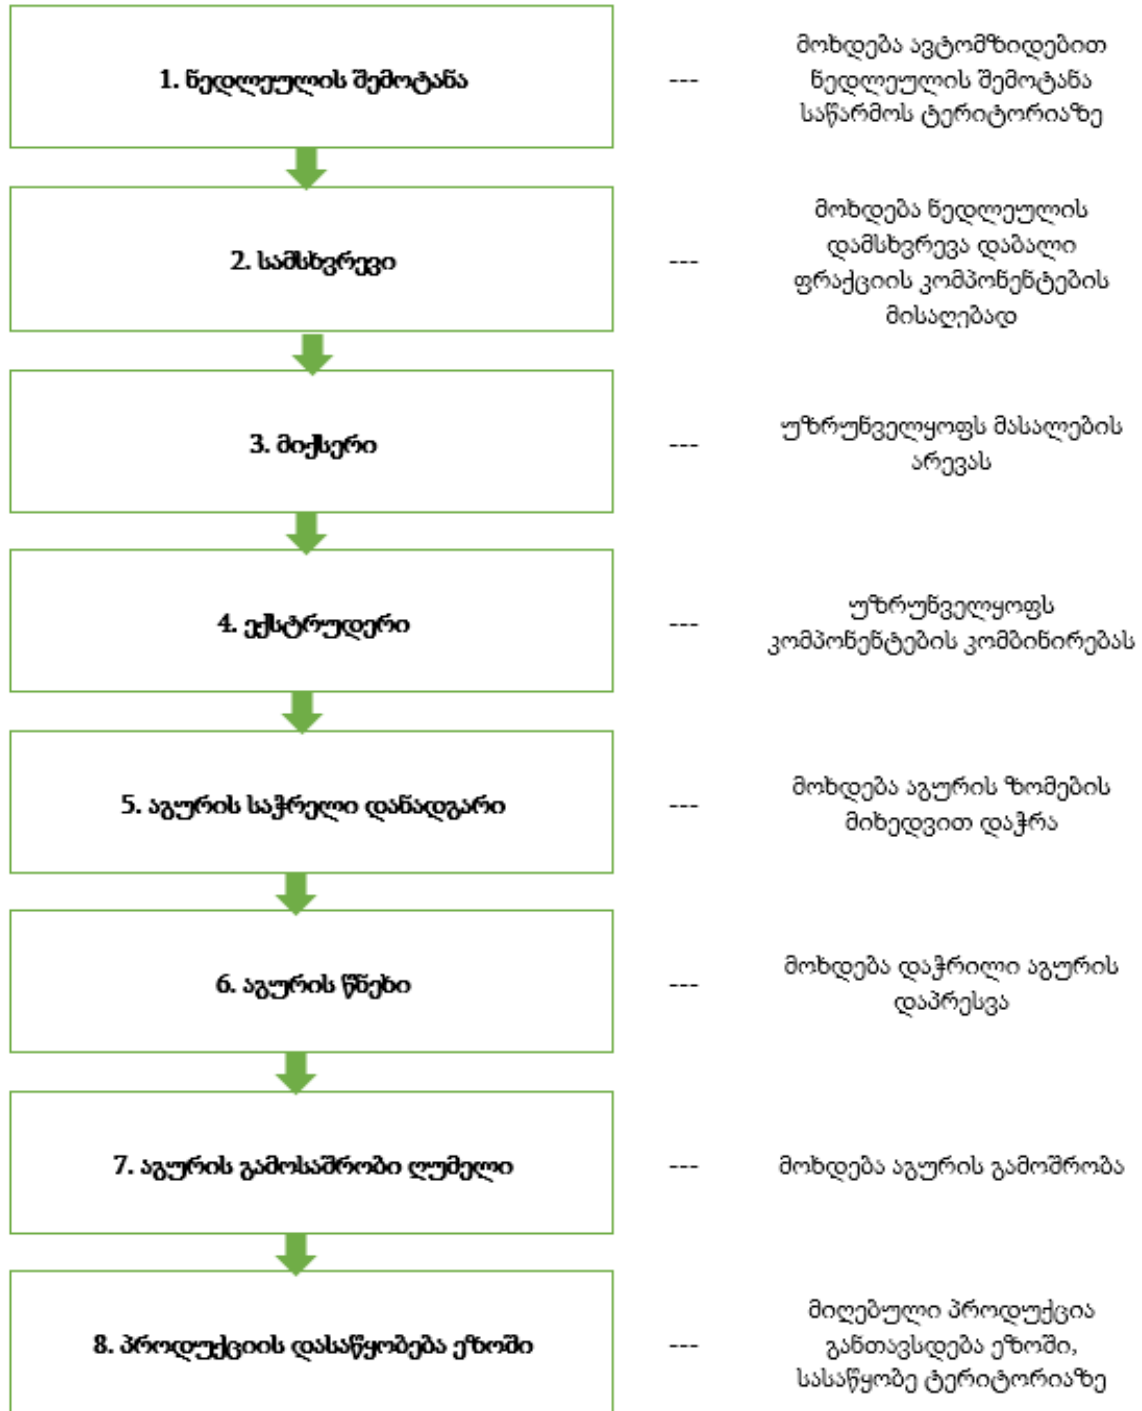 1. ნედლეულის შემოტანა
---
მოხდება ავტომზიდებით
ნედლეულის შემოტანა
საწარმოს ტერიტორიაზე
2. სამსხვრევი
---
მოხდება ნედლეულის
დამსხვრევა დაბალი
ფრაქციის კომპონენტების
მისაღებად
3. მიქსერი
---
უზრუნველყოფს მასალების
არევას
4. ექსტრუდერი
---
უზრუნველყოფს
კომპონენტების კომბინირებას
5. აგურის საჭრელი დანადგარი
---
მოხდება აგურის ზომების
მიხედვით დაჭრა
6. აგურის წნეხი
---
მოხდება დაჭრილი აგურის
დაპრესვა
7. აგურის გამოსაშრობი ღუმელი
---
მოხდება აგურის გამოშრობა
8. პროდუქციის დასაწყობება ეზოში
---
მიღებული პროდუქცია
განთავსდება ეზოში,
სასაწყობე ტერიტორიაზე